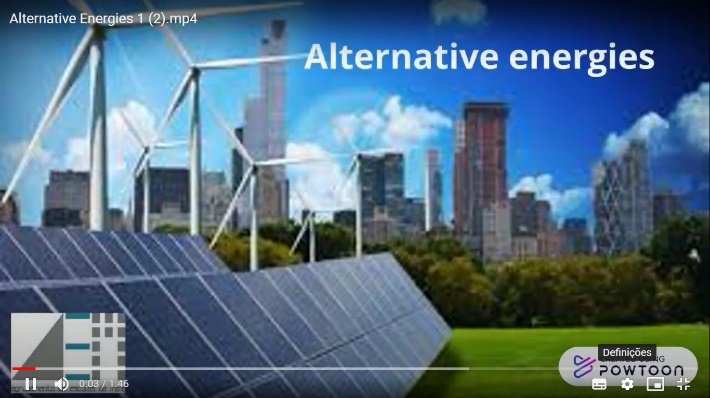 Alternative Energies 1 (2).mp4
Alternative energies
Definições
POWTOON
0:03 / 1:46